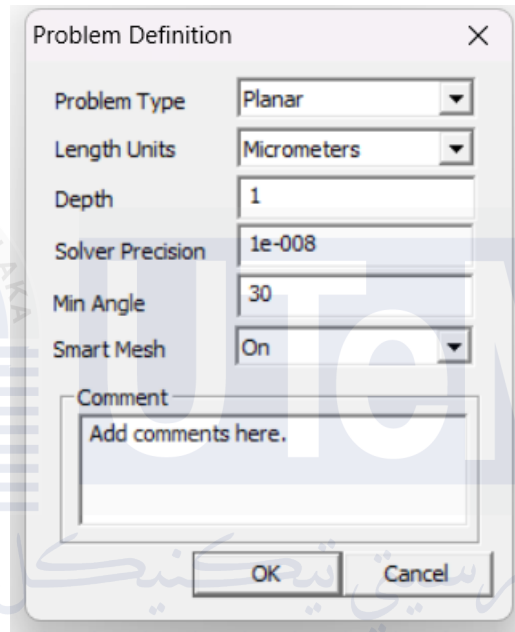 Problem Definition
Problem Type Planar
Length Units Micrometers
Depth 1
Solver Precision 1e-008
Min Angle 30
Smart Mesh On
Comment
Add comments here.
OK Cancel
UTeM